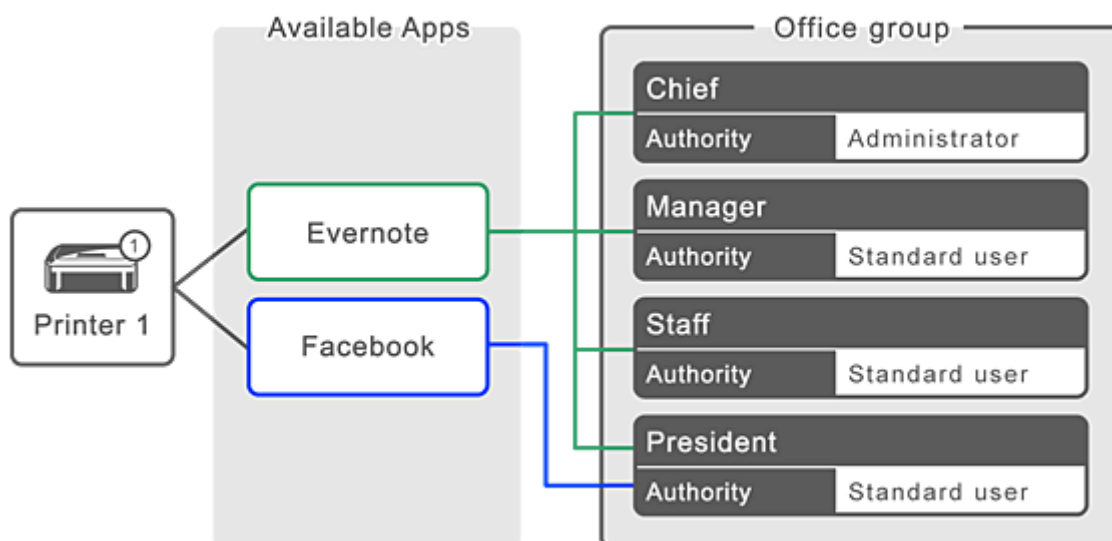 Available Apps
Office group
Chief
Authority Administrator
Manager
Authority Standard user
Evernote
1
Printer 1
Facebook
Staff
Authority Standard user
President
Authority Standard user